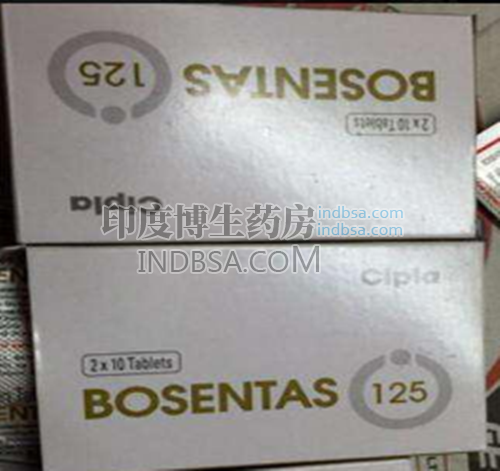 125
BOSENTAS
2 x 10 Tablets
Cipla
印度博生药房
indbsa.com
indbsa.com
INDBSA.COM
Cipla
2 x 10 Tablets
BOSENTAS
125